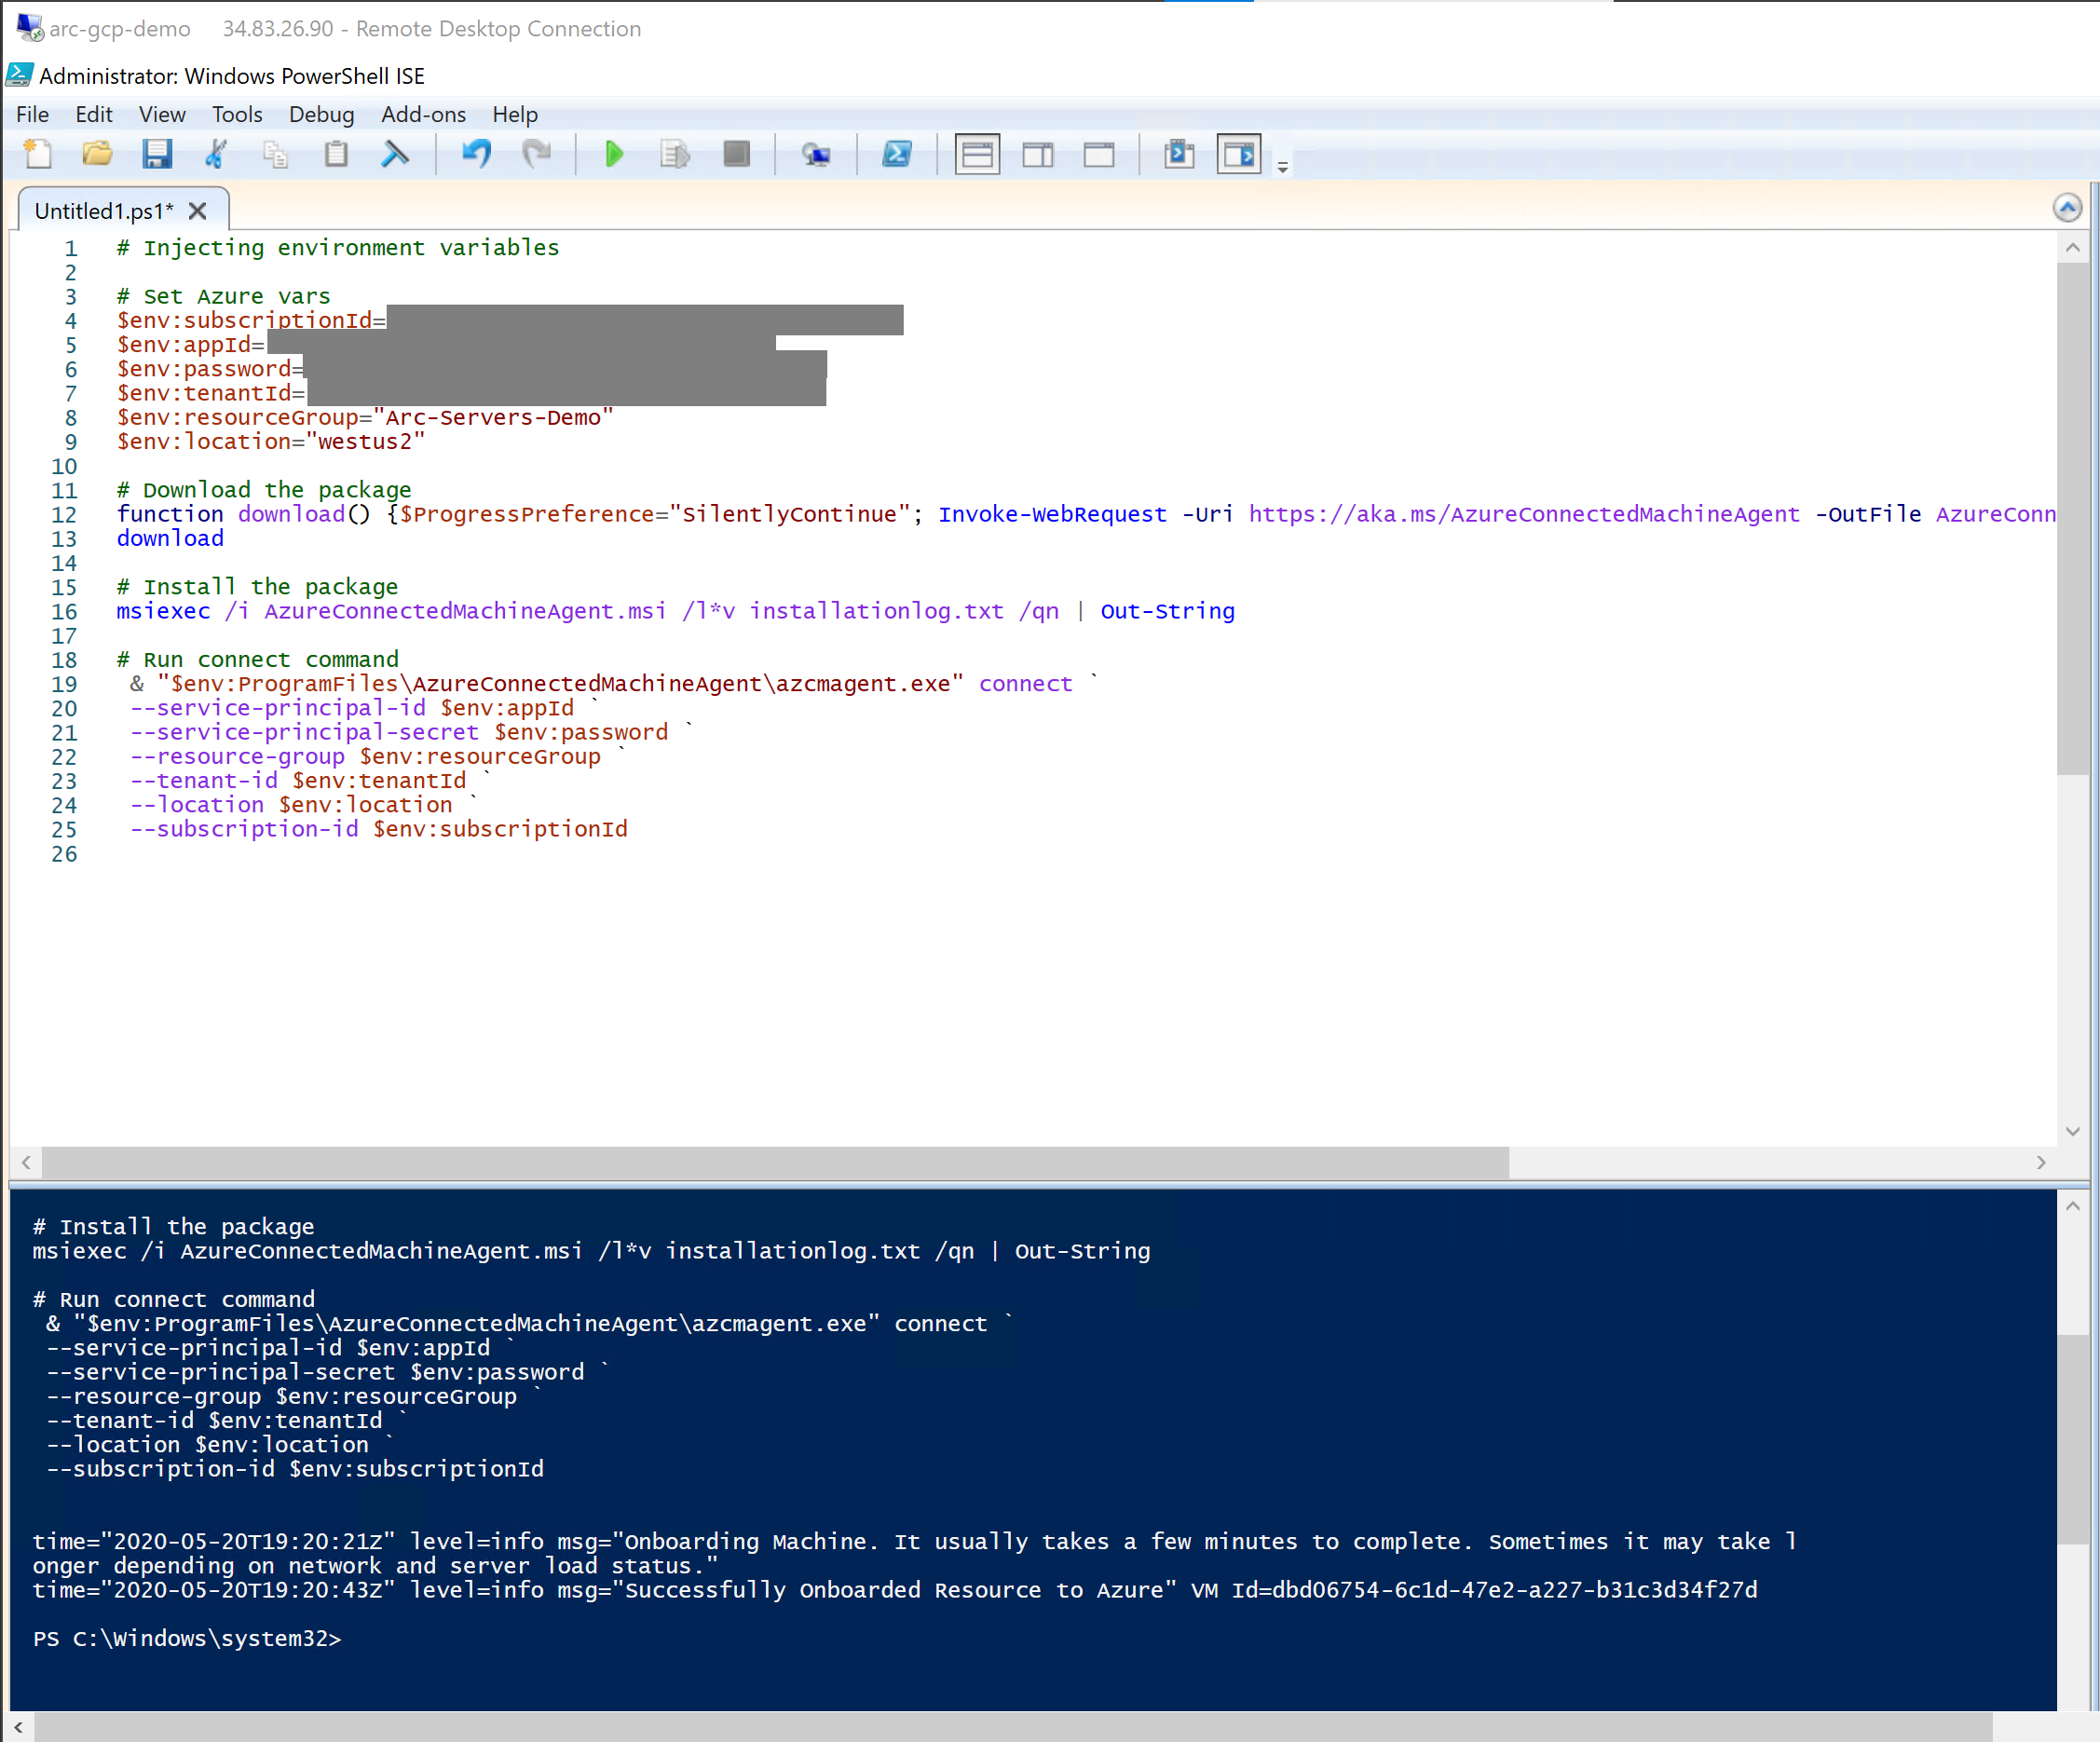 arc-gcp-demo 34.83.26.90 - Remote Desktop Connection
Administrator: Windows PowerShell ISE
File Edit View Tools Debug Add-ons Help
Untitled1.ps1*
1 # Injecting environment variables
2
3 # Set Azure vars
4 $env:subscriptionId=
5 $env:appId=
6 $env:password=
7 $env:tenantId=
8 $env:resourceGroup="Arc-Servers-Demo"
9 $env:location="westus2"
10
11 # Download the package
12 function download() {$ProgressPreference="SilentlyContinue"; Invoke-WebRequest -Uri https://aka.ms/AzureConnectedMachineAgent -OutFile AzureConn
13 download
14
15 # Install the package
16 msiexec /i AzureConnectedMachineAgent.msi /l*v installationlog.txt /qn | Out-String
17
18 # Run connect command
19 & "$env:ProgramFiles\AzureConnectedMachineAgent\azcmagent.exe" connect `
20 --service-principal-id $env:appId `
21 --service-principal-secret $env:password `
22 --resource-group $env:resourceGroup `
23 --tenant-id $env:tenantId `
24 --location $env:location `
25 --subscription-id $env:subscriptionId
26
# Install the package
msiexec /i AzureConnectedMachineAgent.msi /l*v installationlog.txt /qn | Out-String
# Run connect command
& "$env:ProgramFiles\AzureConnectedMachineAgent\azcmagent.exe" connect `
--service-principal-id $env:appId `
--service-principal-secret $env:password `
--resource-group $env:resourceGroup `
--tenant-id $env:tenantId `
--location $env:location `
--subscription-id $env:subscriptionId
time="2020-05-20T19:20:21Z" level=info msg="Onboarding Machine. It usually takes a few minutes to complete. Sometimes it may take l
onger depending on network and server load status."
time="2020-05-20T19:20:43Z" level=info msg="Successfully Onboarded Resource to Azure" VM Id=dbd06754-6c1d-47e2-a227-b31c3d34f27d
PS C:\Windows\system32>